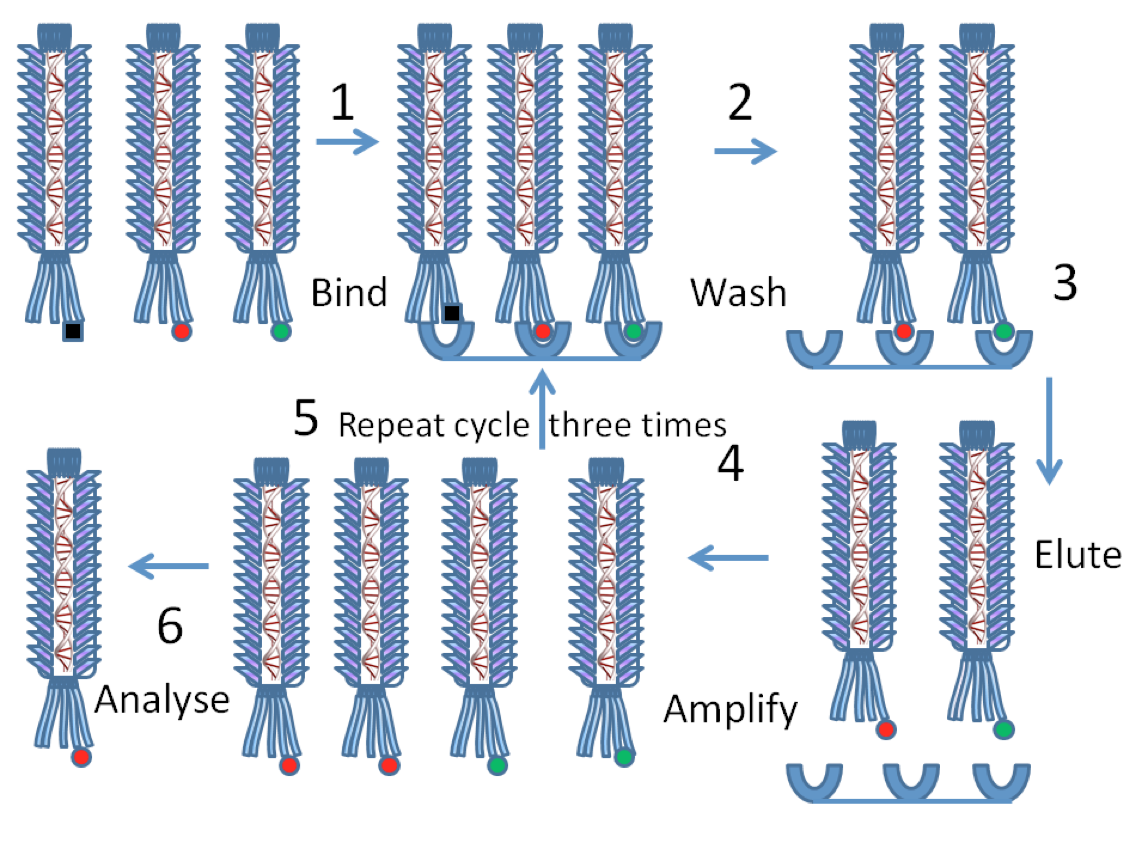 1
2
Bind
Wash
3
5 Repeat cycle three times
4
Elute
6
Analyse
Amplify